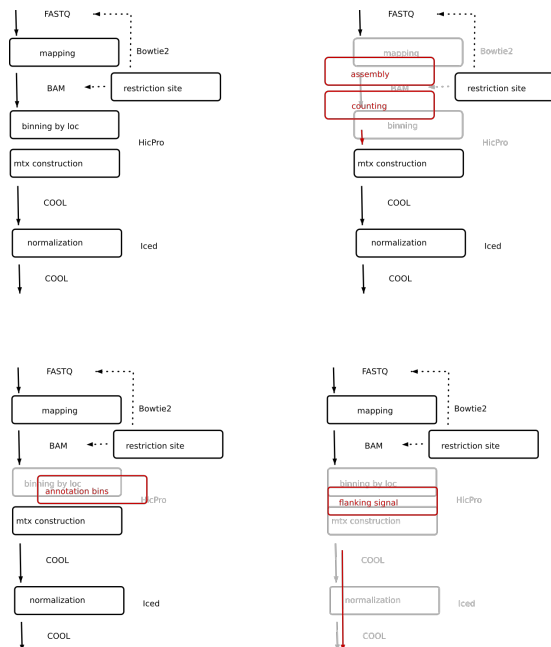 FASTQ
mapping
Bowtie2
BAM
restriction site
binning by loc
HicPro
mtx construction
COOL
normalization
Iced
COOL
FASTQ
mapping
Bowtie2
assembly
BAM
restriction site
counting
binning
HicPro
mtx construction
COOL
normalization
Iced
COOL
FASTQ
Bowtie2
mapping
BAM
restriction site
binning by loc
annotation bins
HicPro
mtx construction
COOL
normalization
Iced
COOL
FASTQ
mapping
Bowtie2
BAM
restriction site
binning by loc
flanking signal
HicPro
mtx construction
COOL
normalization
Iced
COOL